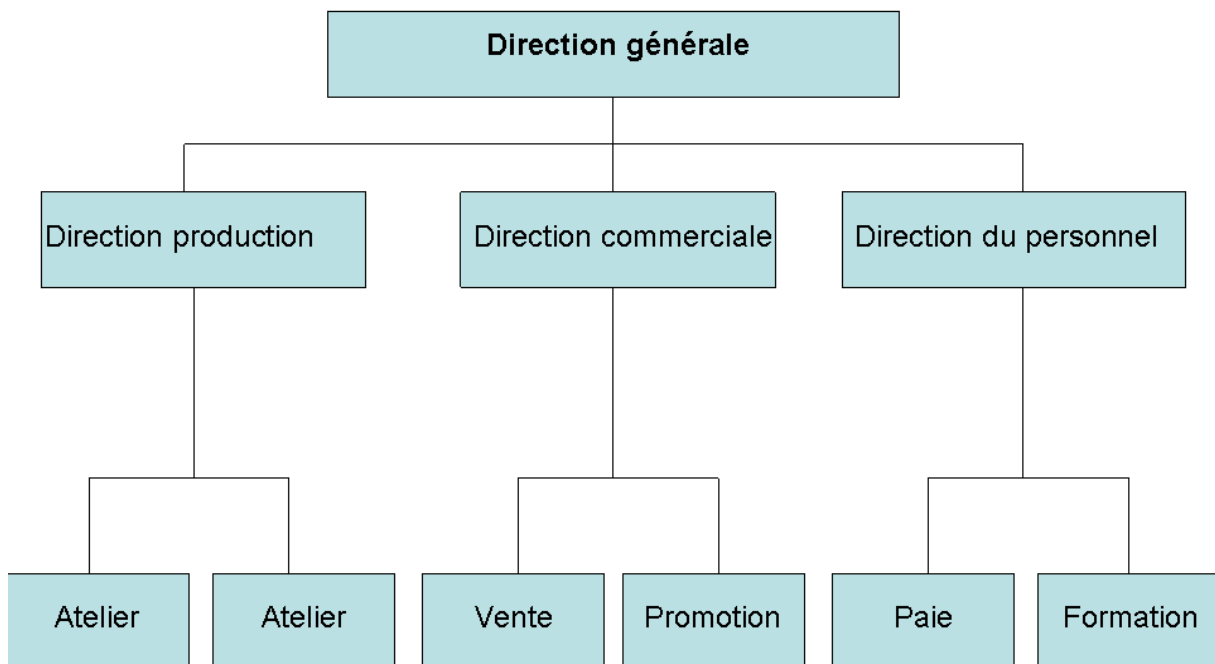 Direction générale
Direction production
Direction commerciale
Direction du personnel
Atelier
Atelier
Vente
Promotion
Paie
Formation